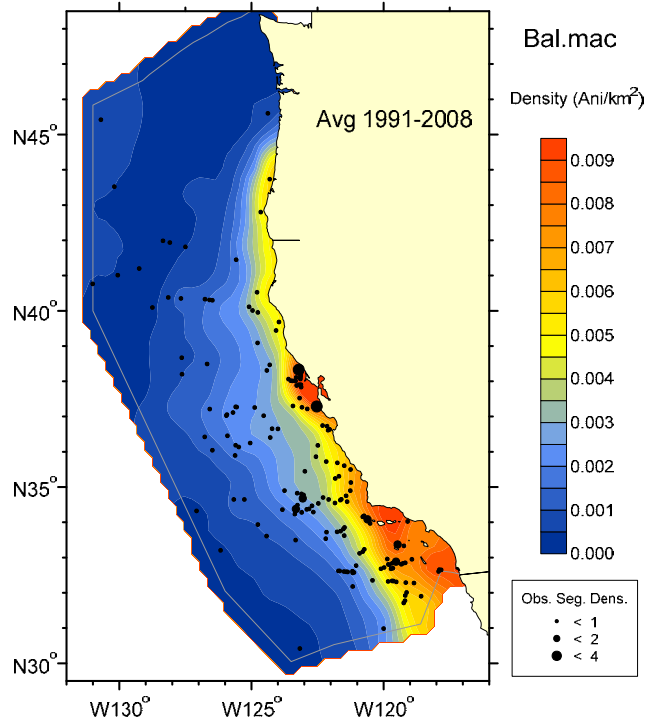 Bal.mac
Density (Ani/km²)
Avg 1991-2008
N45°
N40°
N35°
N30°
W130°
W125°
W120°
0.009
0.008
0.007
0.006
0.005
0.004
0.003
0.002
0.001
0.000
Obs. Seg. Dens.
< 1
< 2
< 4